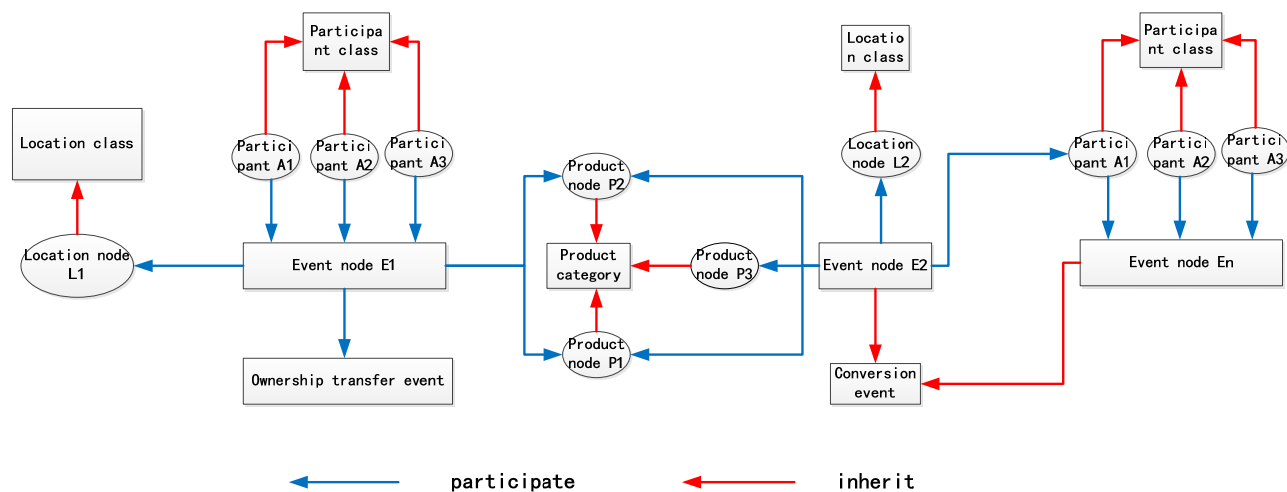 Participa
nt class
Locatio
n class
Participa
nt class
Location class
Partici
pant A1
Partici
pant A2
Partici
pant A3
Product
node P2
Location
node L2
Partici
pant A1
Partici
pant A2
Partici
pant A3
Location node
L1
Event node E1
Product
category
Product
node P3
Event node E2
Event node En
Product
node P1
Ownership transfer event
Conversion
event
participate
inherit